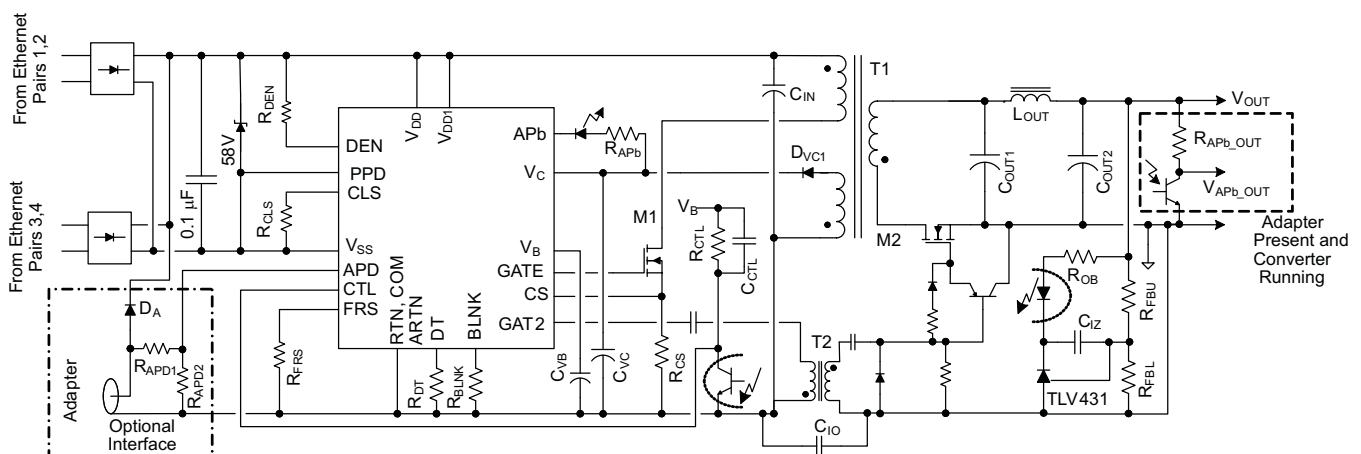 From Ethernet
Pairs 1,2
From Ethernet
Pairs 3,4
0.1 µF
58V
RDEN
RCLS
DEN
PPD
CLS
VSS
APD
CTL
FRS
VDD
VDD1
APb
VC
VB
GATE
CS
GAT2
RTN, COM
ARTN
DT
BLNK
RAPb
DVC1
CIN
T1
M1
VB
RCTL
CCTL
RCS
CVB
CVC
RFRS
RDT
RBLNK
DA
RAPD1
RAPD2
Adapter
Optional
Interface
T2
CIO
M2
COUT1
LOUT
COUT2
ROB
CIZ
TLV431
RFBU
RFBL
VOUT
RAPb_OUT
VAPb_OUT
Adapter
Present and
Converter
Running